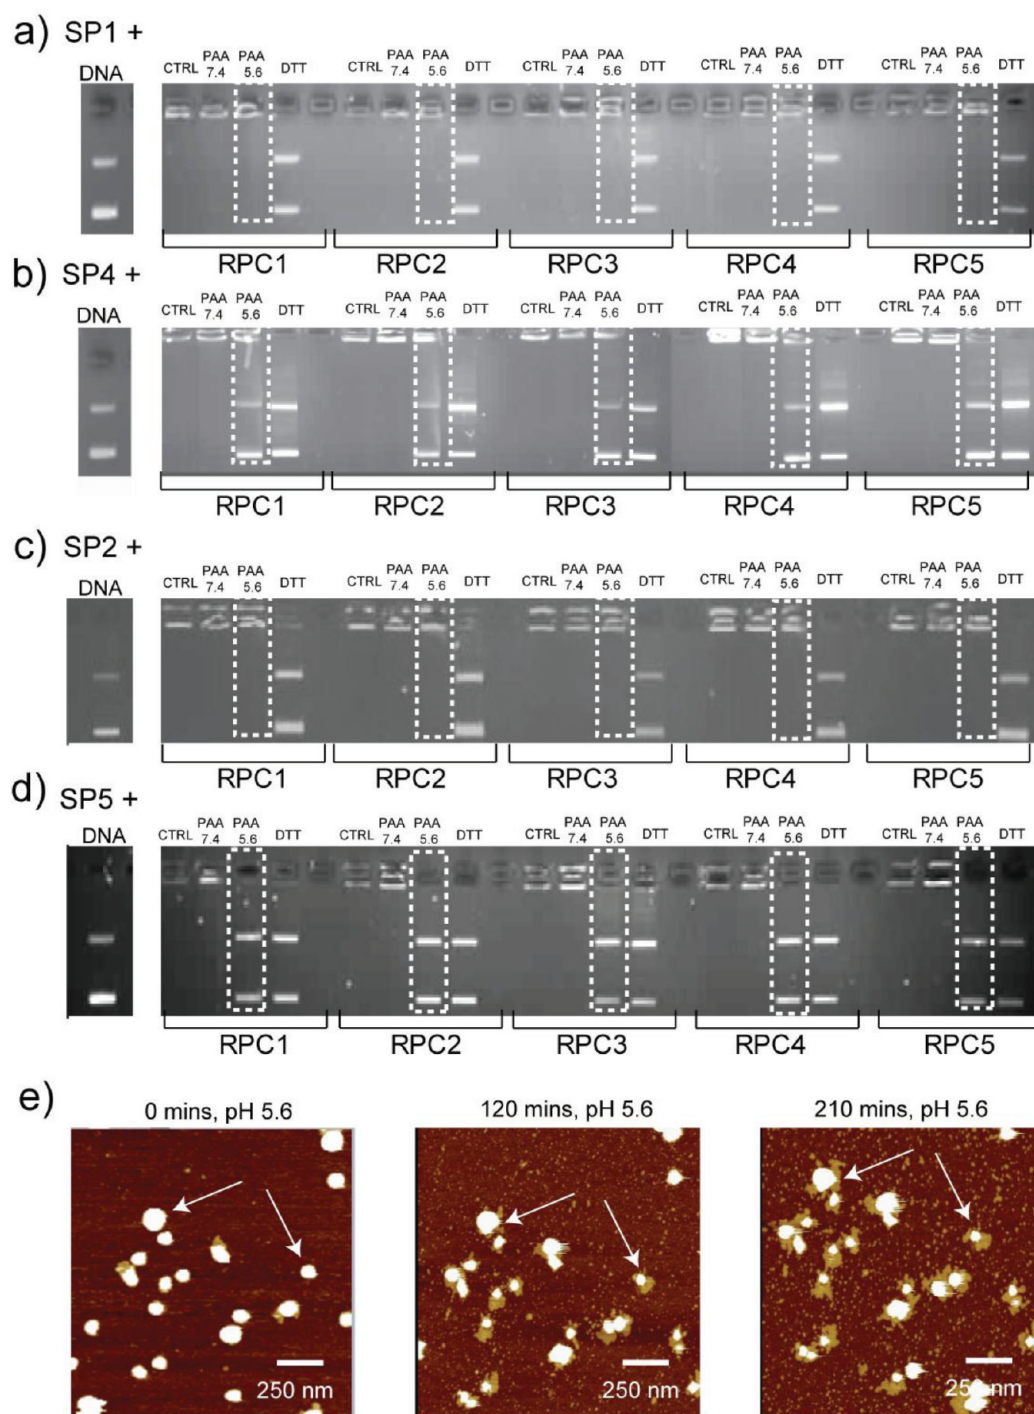 a) SP1 +
DNA
CTRL PAA 7.4 PAA 5.6 DTT CTRL PAA 7.4 PAA 5.6 DTT CTRL PAA 7.4 PAA 5.6 DTT CTRL PAA 7.4 PAA 5.6 DTT CTRL PAA 7.4 PAA 5.6 DTT
RPC1 RPC2 RPC3 RPC4 RPC5
b) SP4 +
DNA
CTRL PAA 7.4 PAA 5.6 DTT CTRL PAA 7.4 PAA 5.6 DTT CTRL PAA 7.4 PAA 5.6 DTT CTRL PAA 7.4 PAA 5.6 DTT CTRL PAA 7.4 PAA 5.6 DTT
RPC1 RPC2 RPC3 RPC4 RPC5
c) SP2 +
DNA
CTRL PAA 7.4 PAA 5.6 DTT CTRL PAA 7.4 PAA 5.6 DTT CTRL PAA 7.4 PAA 5.6 DTT CTRL PAA 7.4 PAA 5.6 DTT CTRL PAA 7.4 PAA 5.6 DTT
RPC1 RPC2 RPC3 RPC4 RPC5
d) SP5 +
DNA
CTRL PAA 7.4 PAA 5.6 DTT CTRL PAA 7.4 PAA 5.6 DTT CTRL PAA 7.4 PAA 5.6 DTT CTRL PAA 7.4 PAA 5.6 DTT CTRL PAA 7.4 PAA 5.6 DTT
RPC1 RPC2 RPC3 RPC4 RPC5
e)
0 mins, pH 5.6 120 mins, pH 5.6 210 mins, pH 5.6
250 nm 250 nm 250 nm